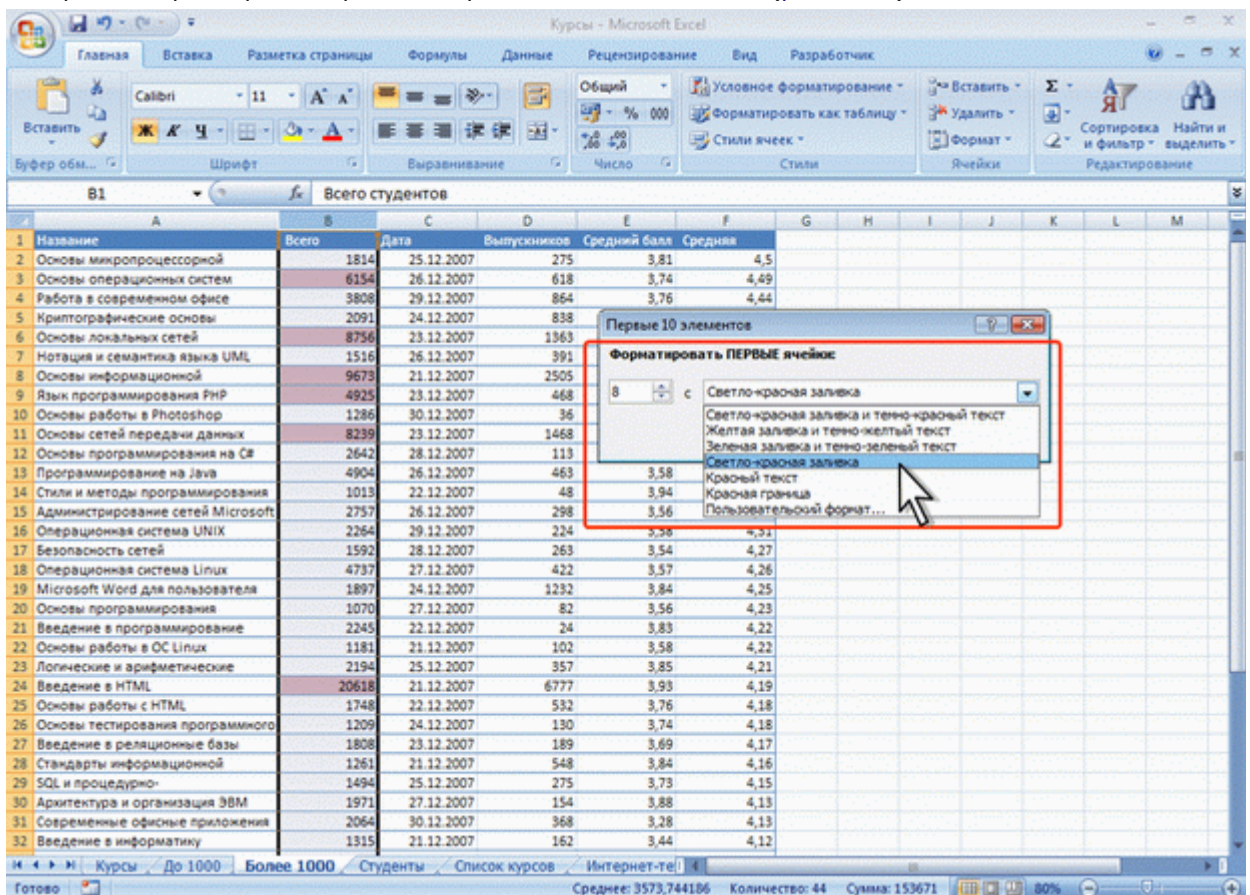 Курсы - Microsoft Excel
Главная Вставка Разметка страницы Формулы Данные Рецензирование Вид Разработчик
Вставить
Calibri 11
Ж К Ч
Общий
% 000
Условное форматирование
Форматировать как таблицу
Стили ячеек
Вставить
Удалить
Формат
Σ
Сортировка и фильтр
Найти и выделить
Буфер обм... Шрифт Выравнивание Число Стили Ячейки Редактирование
B1 fx Всего студентов
A B C D E F G H I J K L M
1 Название Всего Дата Выпускников Средний балл Средняя
2 Основы микропроцессорной 1814 25.12.2007 275 3,81 4,5
3 Основы операционных систем 6154 26.12.2007 618 3,74 4,49
4 Работа в современном офисе 3808 29.12.2007 864 3,76 4,44
5 Криптографические основы 2091 24.12.2007 838
6 Основы локальных сетей 8756 23.12.2007 1363
7 Нотация и семантика языка UML 1516 26.12.2007 391
8 Основы информационной 9673 21.12.2007 2505
9 Язык программирования PHP 4925 23.12.2007 468
10 Основы работы в Photoshop 1286 30.12.2007 36
11 Основы сетей передачи данных 8239 23.12.2007 1468
12 Основы программирования на C# 2642 28.12.2007 113
13 Программирование на Java 4904 26.12.2007 463 3,58
14 Стили и методы программирования 1013 22.12.2007 48 3,94
15 Администрирование сетей Microsoft 2757 26.12.2007 298 3,56
16 Операционная система UNIX 2264 29.12.2007 224 3,58 4,31
17 Безопасность сетей 1592 28.12.2007 263 3,54 4,27
18 Операционная система Linux 4737 27.12.2007 422 3,57 4,26
19 Microsoft Word для пользователя 1897 24.12.2007 1232 3,84 4,25
20 Основы программирования 1070 27.12.2007 82 3,56 4,23
21 Введение в программирование 2245 22.12.2007 24 3,83 4,22
22 Основы работы в ОС Linux 1181 21.12.2007 102 3,58 4,22
23 Логические и арифметические 2194 25.12.2007 357 3,85 4,21
24 Введение в HTML 20618 21.12.2007 6777 3,93 4,19
25 Основы работы с HTML 1748 22.12.2007 532 3,76 4,18
26 Основы тестирования программного 1209 24.12.2007 130 3,74 4,18
27 Введение в реляционные базы 1808 23.12.2007 189 3,69 4,17
28 Стандарты информационной 1261 21.12.2007 548 3,84 4,16
29 SQL и процедурно- 1494 25.12.2007 275 3,73 4,15
30 Архитектура и организация ЭВМ 1971 27.12.2007 154 3,88 4,13
31 Современные офисные приложения 2064 30.12.2007 368 3,28 4,13
32 Введение в информатику 1315 21.12.2007 162 3,44 4,12
Первые 10 элементов
Форматировать ПЕРВЫЕ ячейки:
8 с Светло-красная заливка
Светло-красная заливка и темно-красный текст
Желтая заливка и темно-желтый текст
Зеленая заливка и темно-зеленый текст
Светло-красная заливка
Красный текст
Красная граница
Пользовательский формат...
Курсы До 1000 Более 1000 Студенты Список курсов Интернет-те
Готово Среднее: 3573,744186 Количество: 44 Сумма: 153671 80%